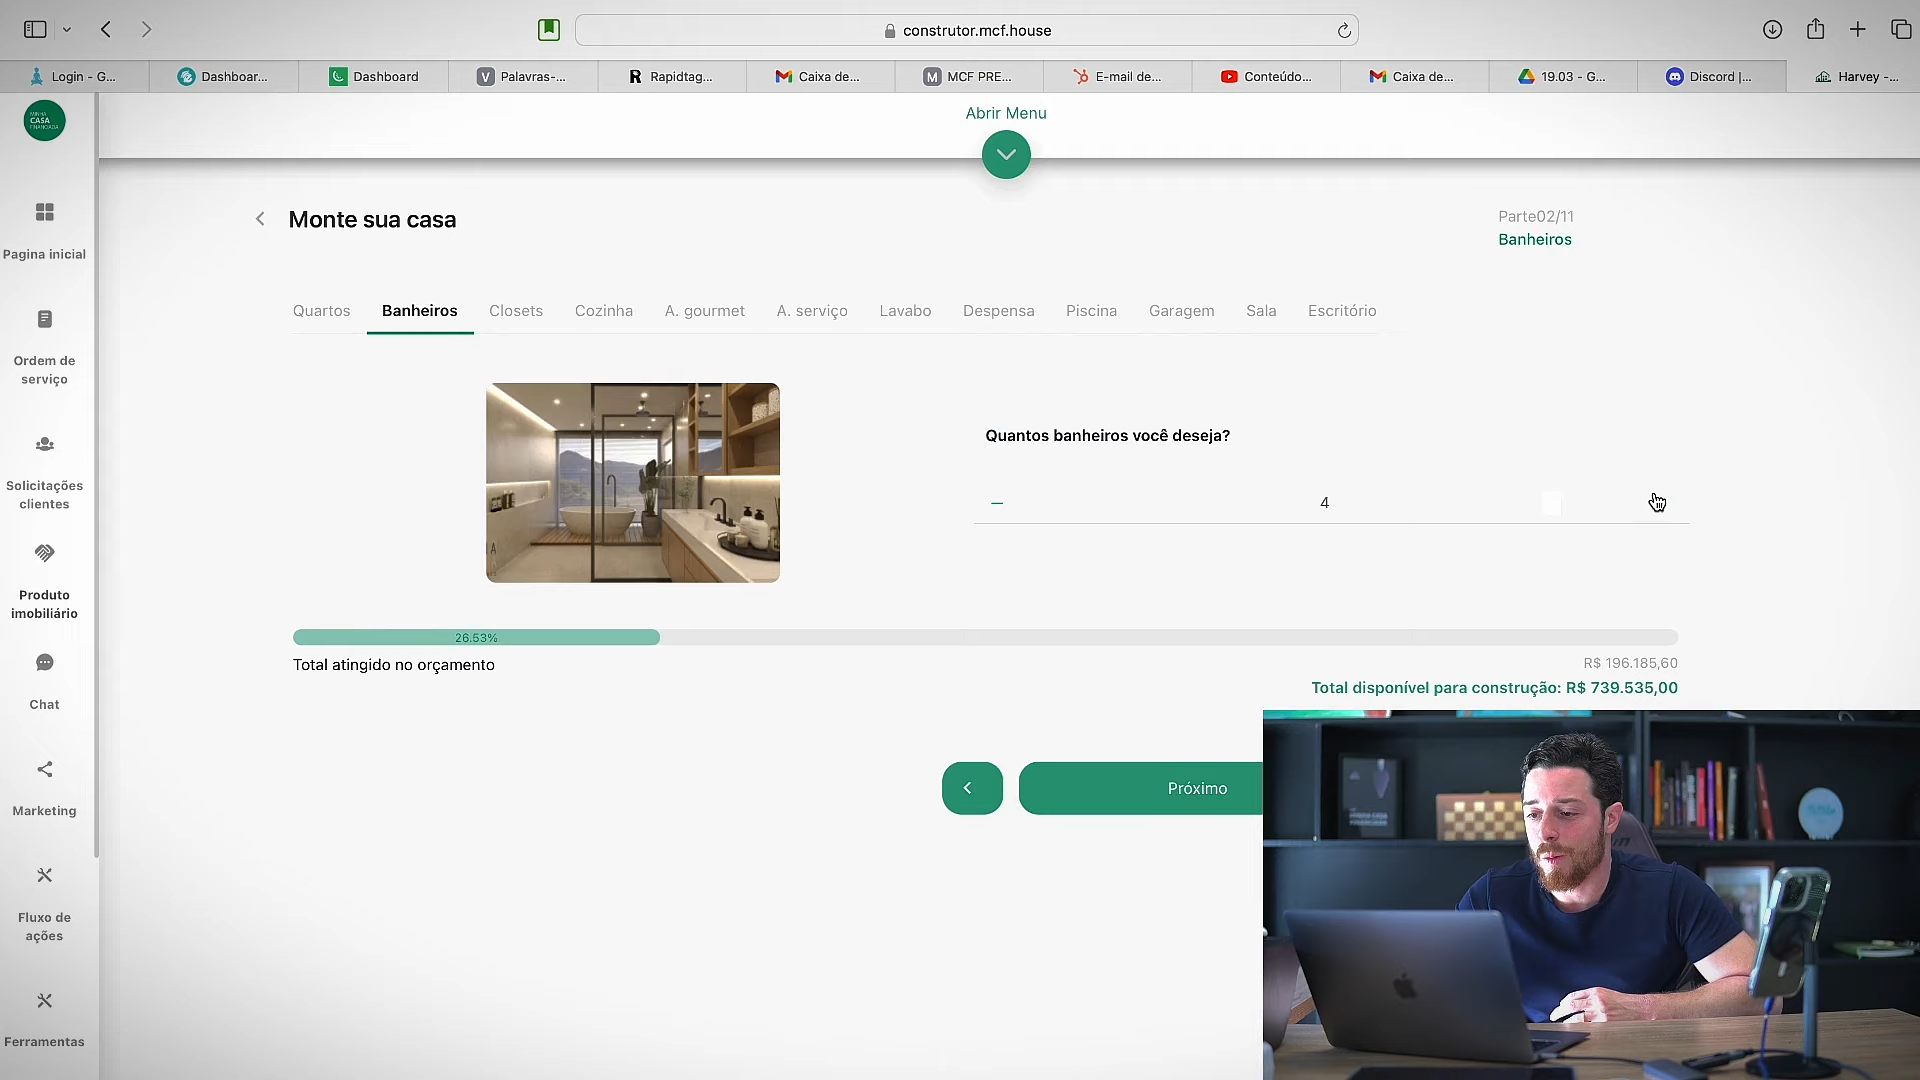 construtor.mcf.house
Login - G...
Dashboar...
Dashboard
Palavras-...
Rapidtag...
Caixa de...
MCF PRE...
E-mail de...
Conteúdo...
Caixa de...
19.03 - G...
Discord |...
Harvey -...
MINHA
CASA
FINANCIADA
Abrir Menu
Monte sua casa
Parte02/11
Banheiros
Quartos
Banheiros
Closets
Cozinha
A. gourmet
A. serviço
Lavabo
Despensa
Piscina
Garagem
Sala
Escritório
Quantos banheiros você deseja?
4
26.53%
Total atingido no orçamento
R$ 196.185,60
Total disponível para construção: R$ 739.535,00
Próximo
Pagina inicial
Ordem de
serviço
Solicitações
clientes
Produto
imobiliário
Chat
Marketing
Fluxo de
ações
Ferramentas